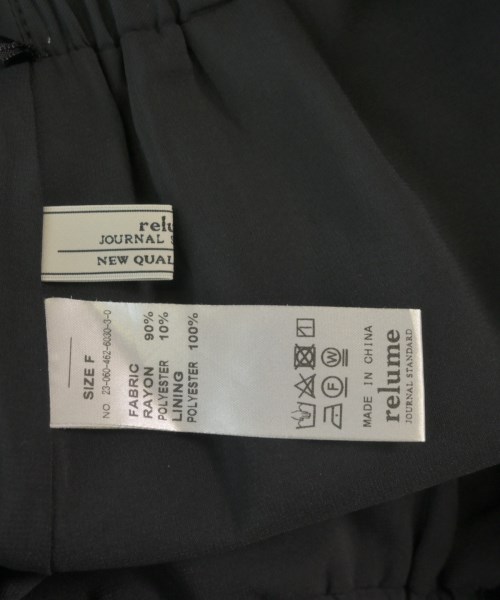 relu
JOURNAL S
NEW QUAL
SIZE F
NO. 23-060-462-6030-3-0
FABRIC
RAYON 90%
POLYESTER 10%
LINING
POLYESTER 100%
MADE IN CHINA
relume
JOURNAL STANDARD